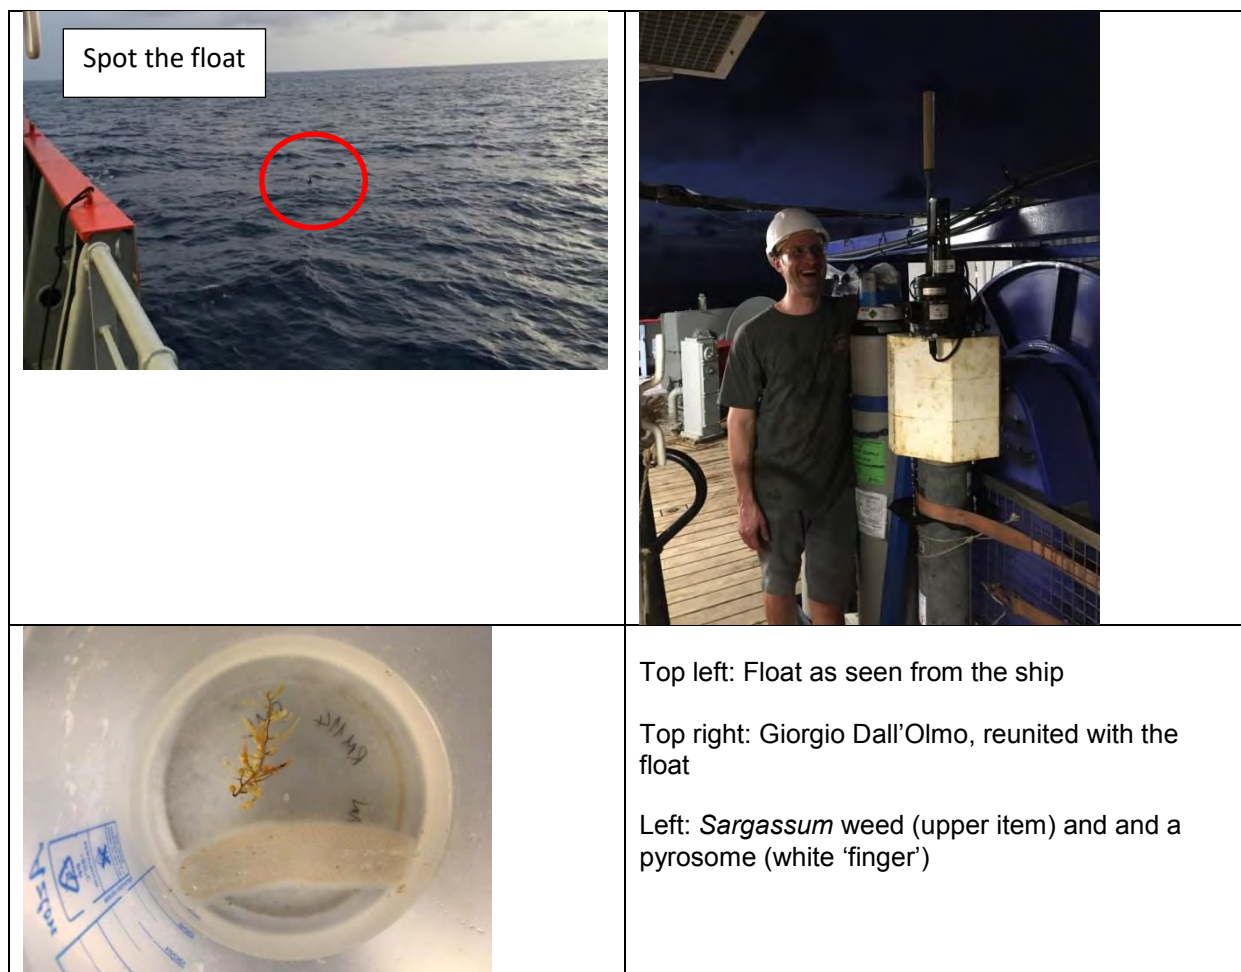 Spot the float
Top left: Float as seen from the ship
Top right: Giorgio Dall’Olmo, reunited with the
float
Left: Sargassum weed (upper item) and and a
pyrosome (white ‘finger’)